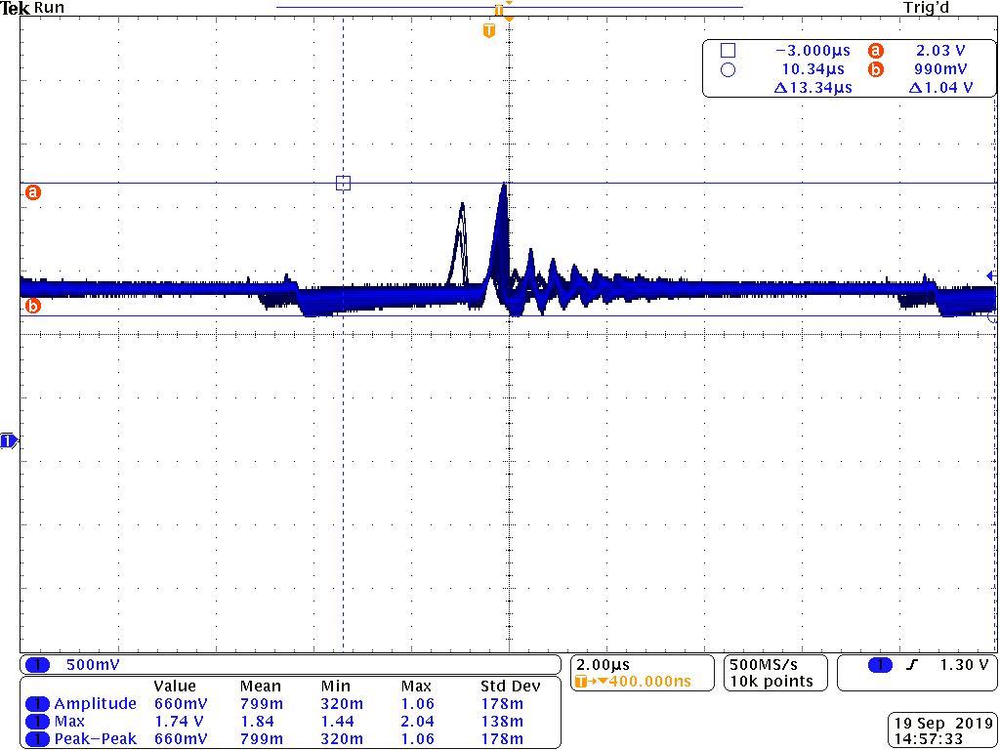 Tek Run Trig'd
T
T
−3.000µs a 2.03 V
10.34µs b 990mV
Δ13.34µs Δ1.04 V
a
b
1
1 500mV
2.00µs
T→▼400.000ns
500MS/s
10k points
1 1.30 V
Value Mean Min Max Std Dev
1 Amplitude 660mV 799m 320m 1.06 178m
1 Max 1.74 V 1.84 1.44 2.04 138m
1 Peak−Peak 660mV 799m 320m 1.06 178m
19 Sep 2019
14:57:33